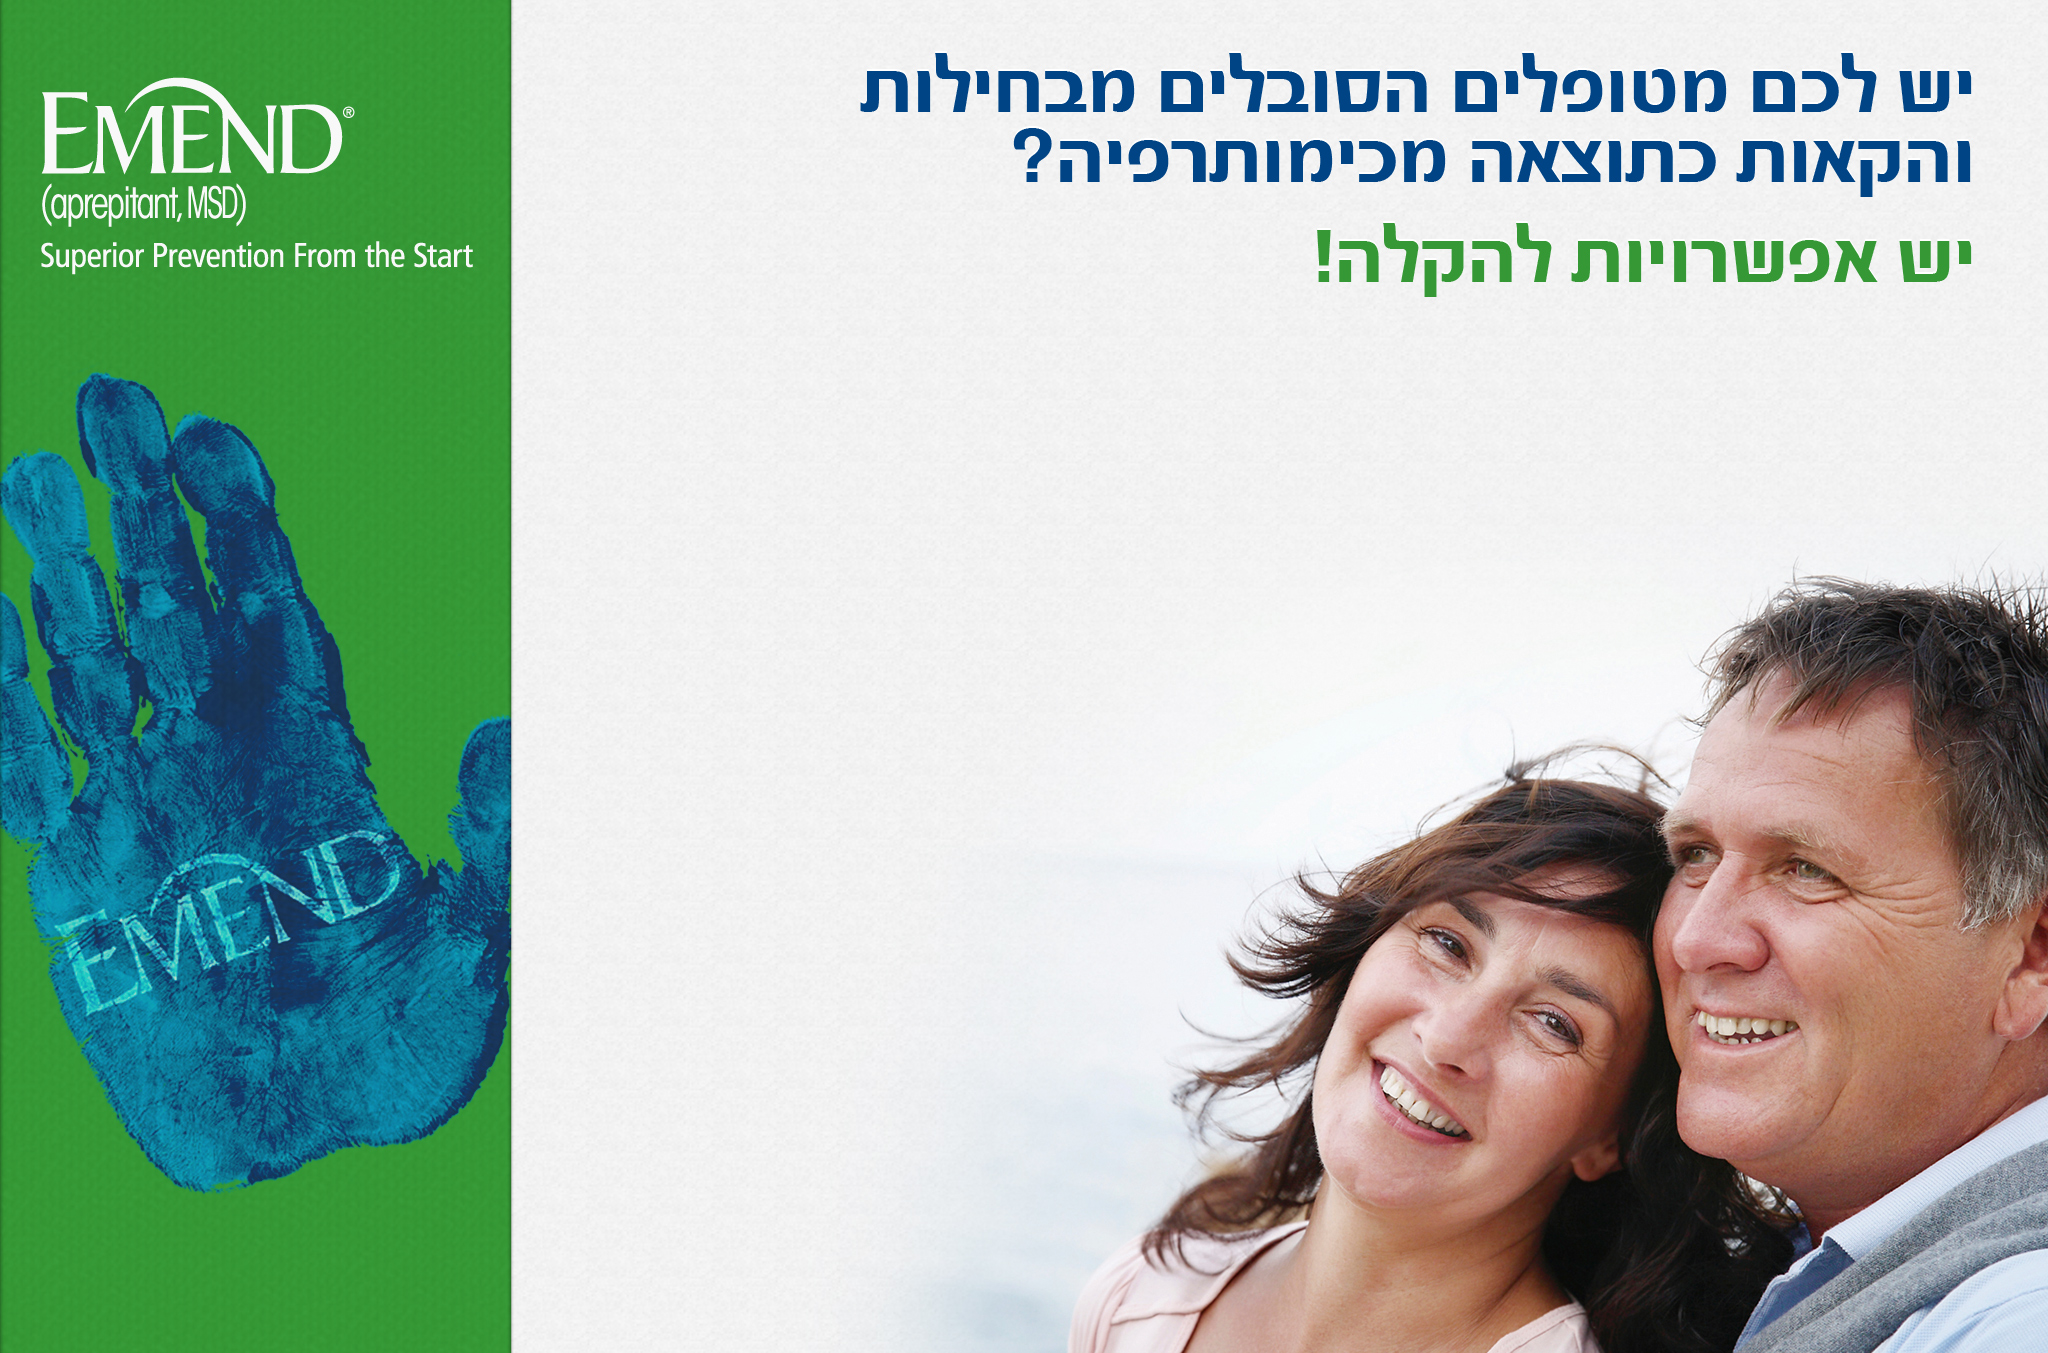 EMEND®
(aprepitant, MSD)
Superior Prevention From the Start
יש לכם מטופלים הסובלים מבחילות
והקאות כתוצאה מכימותרפיה?
יש אפשרויות להקלה!
EMEND